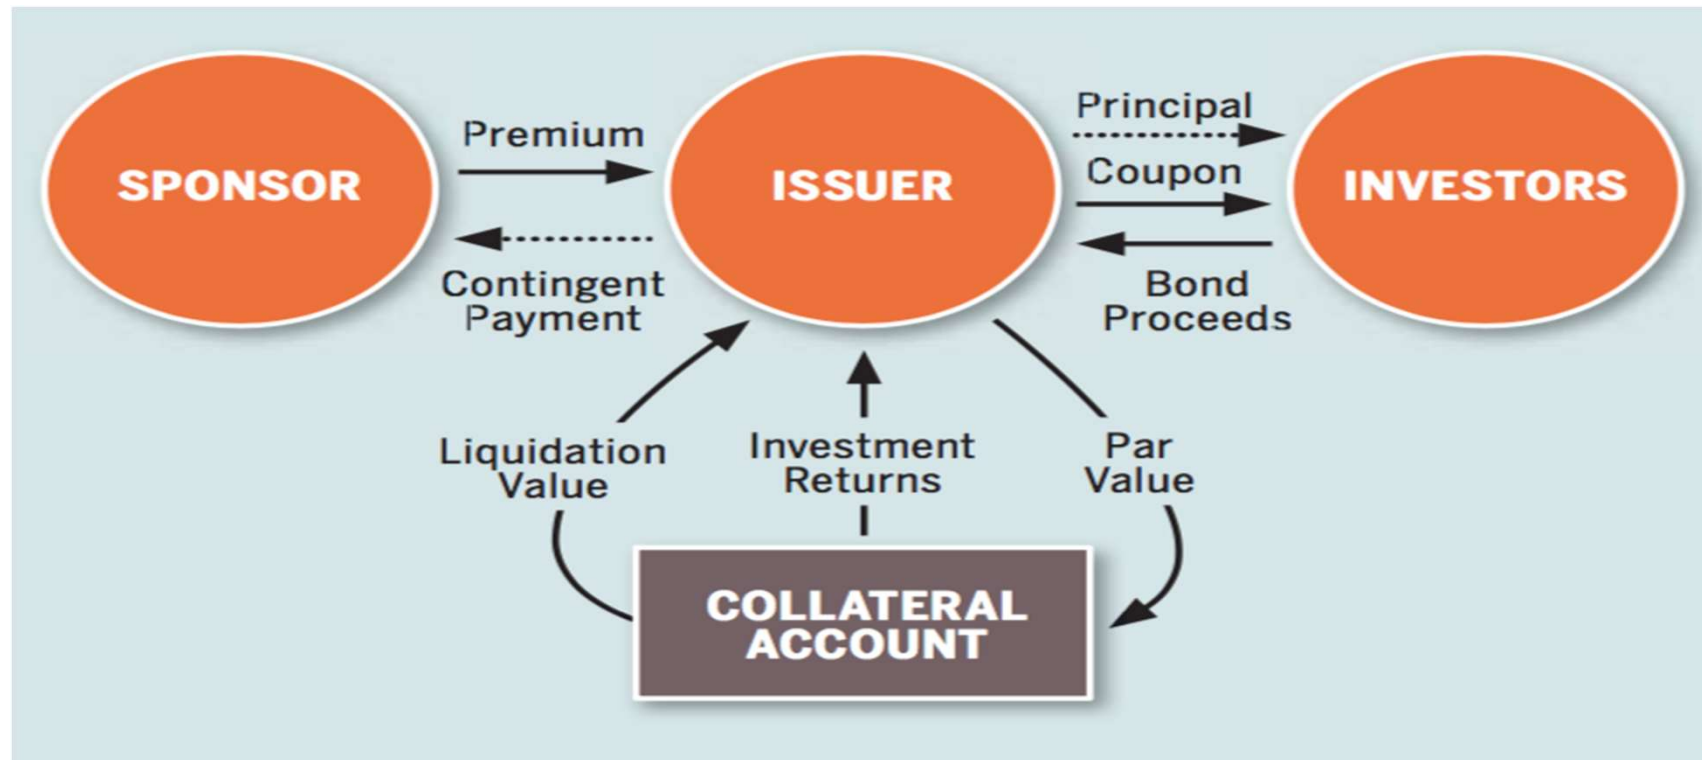 SPONSOR
Premium
Contingent
Payment
ISSUER
Principal
Coupon
Bond
Proceeds
INVESTORS
Liquidation
Value
Investment
Returns
Par
Value
COLLATERAL
ACCOUNT